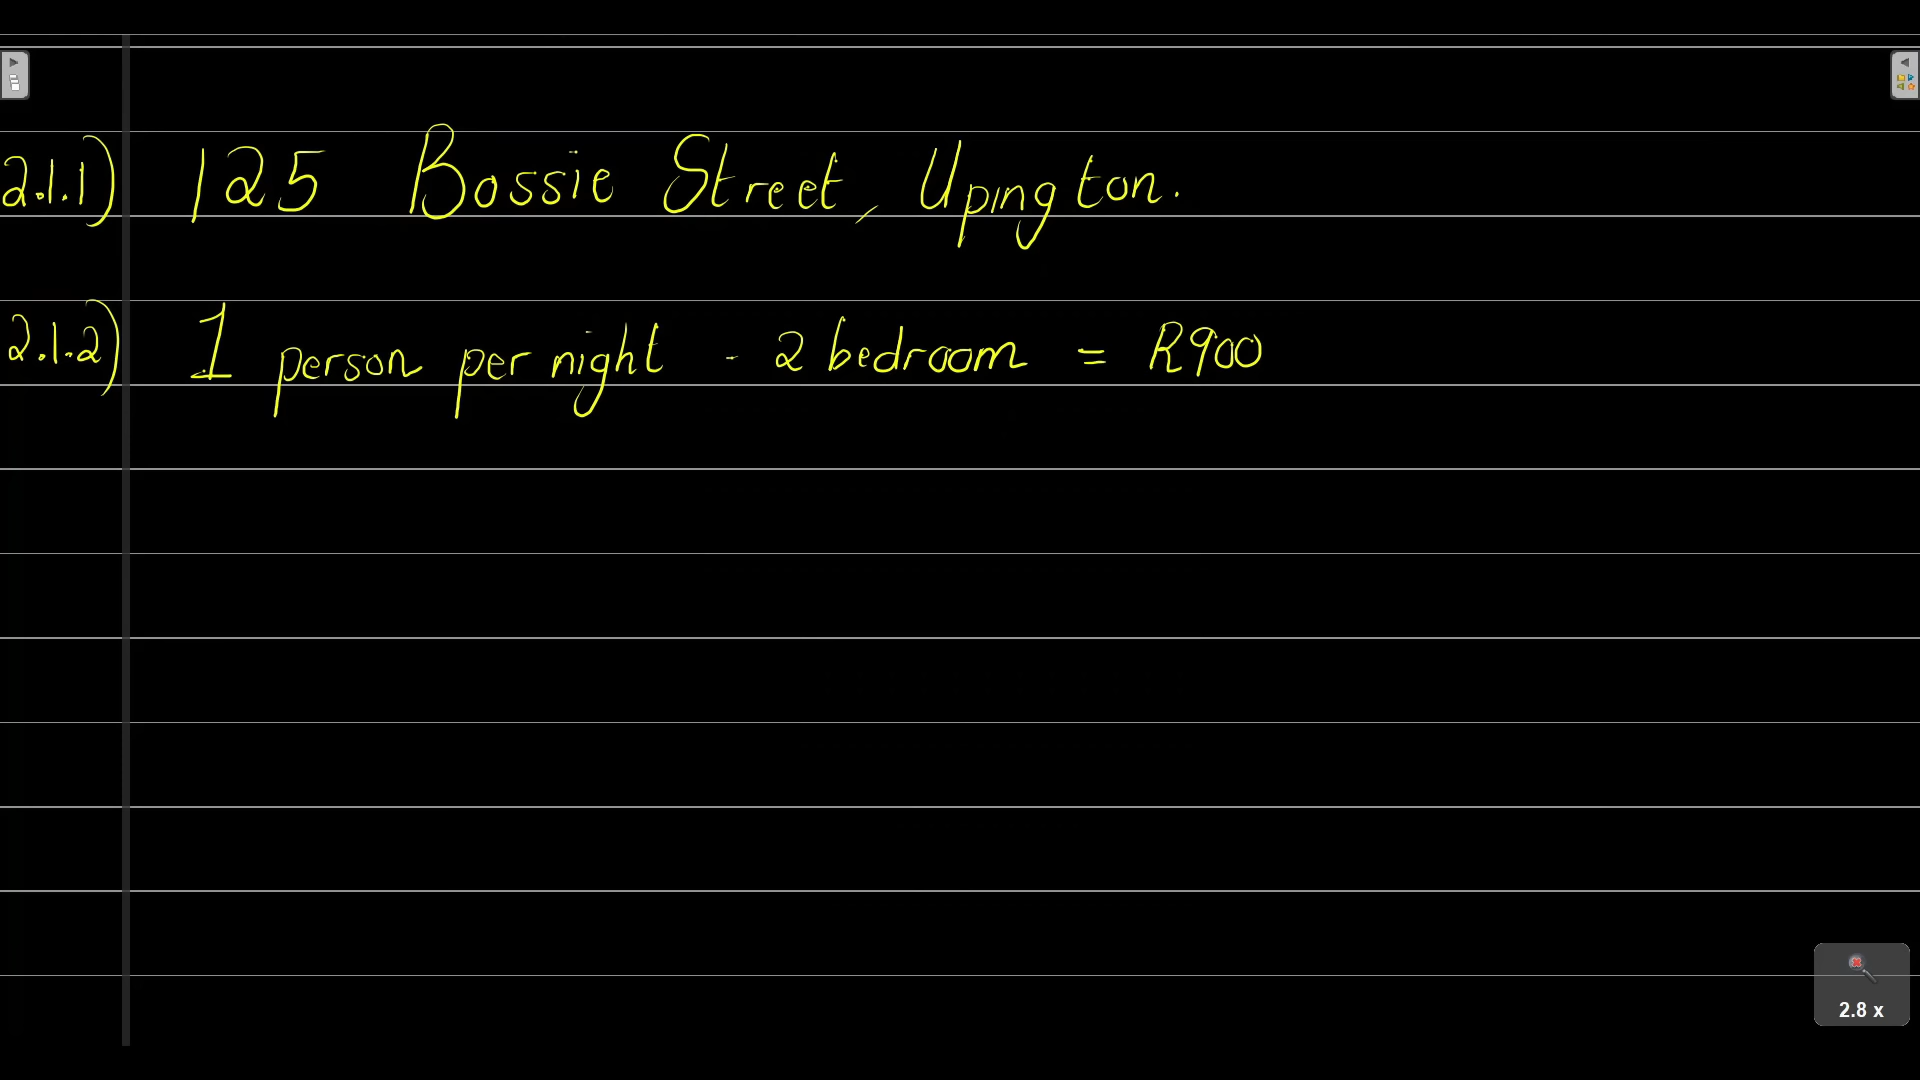 2.1.1) 125 Bossie Street, Upington.
2.1.2) 1 person per night - 2 bedroom = R900
2.8 x